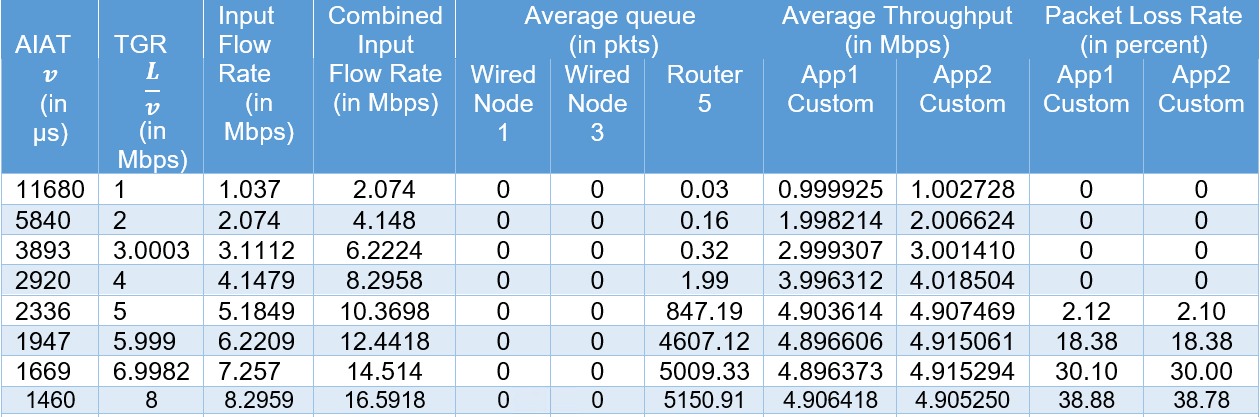 AIAT v (in µs) TGR L/v (in Mbps) Input Flow Rate (in Mbps) Combined Input Flow Rate (in Mbps) Average queue (in pkts) Average Throughput (in Mbps) Packet Loss Rate (in percent)
Wired Node 1 Wired Node 3 Router 5 App1 Custom App2 Custom App1 Custom App2 Custom
11680 1 1.037 2.074 0 0 0.03 0.999925 1.002728 0 0
5840 2 2.074 4.148 0 0 0.16 1.998214 2.006624 0 0
3893 3.0003 3.1112 6.2224 0 0 0.32 2.999307 3.001410 0 0
2920 4 4.1479 8.2958 0 0 1.99 3.996312 4.018504 0 0
2336 5 5.1849 10.3698 0 0 847.19 4.903614 4.907469 2.12 2.10
1947 5.999 6.2209 12.4418 0 0 4607.12 4.896606 4.915061 18.38 18.38
1669 6.9982 7.257 14.514 0 0 5009.33 4.896373 4.915294 30.10 30.00
1460 8 8.2959 16.5918 0 0 5150.91 4.906418 4.905250 38.88 38.78